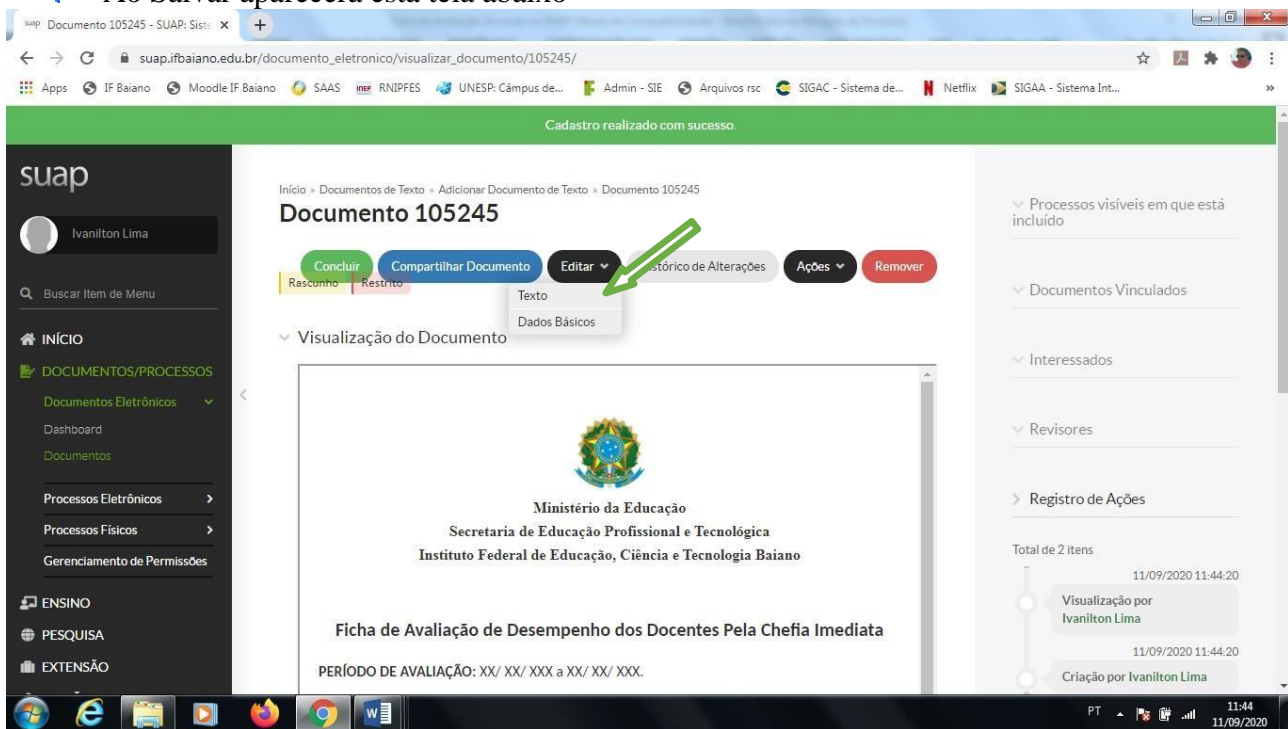 Ao Salvar aparecerá esta tela abaixo
suap Documento 105245 - SUAP: Siste
suap.ifbaiano.edu.br/documento_eletronico/visualizar_documento/105245/
Apps IF Baiano Moodle IF Baiano SAAS inep RNIPFES UNESP: Câmpus de... Admin - SIE Arquivos rsc SIGAC - Sistema de... N Netflix SIGAA - Sistema Int... »
Cadastro realizado com sucesso.
suap
Ivanilton Lima
Buscar Item de Menu
INÍCIO
DOCUMENTOS/PROCESSOS
Documentos Eletrônicos
Dashboard
Documentos
Processos Eletrônicos
Processos Físicos
Gerenciamento de Permissões
ENSINO
PESQUISA
EXTENSÃO
Início » Documentos de Texto » Adicionar Documento de Texto » Documento 105245
Documento 105245
Concluir Compartilhar Documento Editar stórico de Alterações Ações Remover
Rascunho Restrito
Texto
Dados Básicos
Visualização do Documento
Ministério da Educação
Secretaria de Educação Profissional e Tecnológica
Instituto Federal de Educação, Ciência e Tecnologia Baiano
Ficha de Avaliação de Desempenho dos Docentes Pela Chefia Imediata
PERÍODO DE AVALIAÇÃO: XX/ XX/ XXX a XX/ XX/ XXX.
Processos visíveis em que está
incluído
Documentos Vinculados
Interessados
Revisores
Registro de Ações
Total de 2 itens
11/09/2020 11:44:20
Visualização por
Ivanilton Lima
11/09/2020 11:44:20
Criação por Ivanilton Lima
PT 11:44
11/09/2020